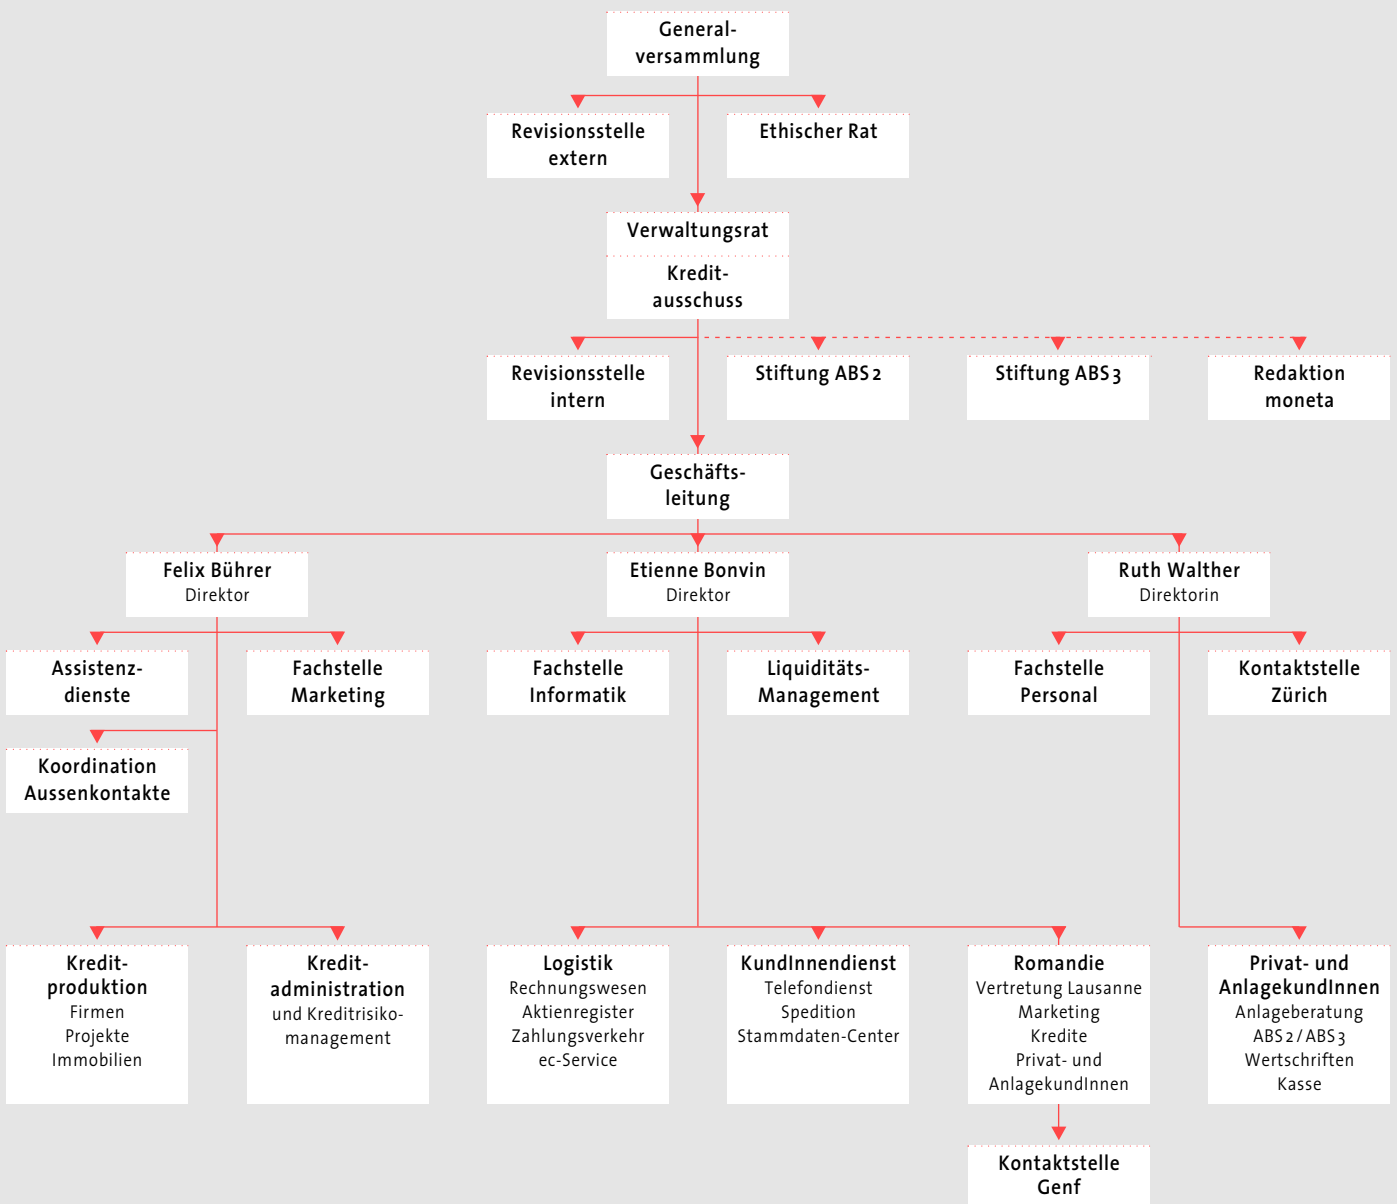 General-
versammlung
Revisionsstelle
extern
Ethischer Rat
Verwaltungsrat
Kredit-
ausschuss
Revisionsstelle
intern
Stiftung ABS 2
Stiftung ABS 3
Redaktion
moneta
Geschäfts-
leitung
Felix Bührer
Direktor
Etienne Bonvin
Direktor
Ruth Walther
Direktorin
Assistenz-
dienste
Fachstelle
Marketing
Fachstelle
Informatik
Liquiditäts-
Management
Fachstelle
Personal
Kontaktstelle
Zürich
Koordination
Aussenkontakte
Kredit-
produktion
Firmen
Projekte
Immobilien
Kredit-
administration
und Kreditrisiko-
management
Logistik
Rechnungswesen
Aktienregister
Zahlungsverkehr
ec-Service
KundInnendienst
Telefondienst
Spedition
Stammdaten-Center
Romandie
Vertretung Lausanne
Marketing
Kredite
Privat- und
AnlagekundInnen
Privat- und
AnlagekundInnen
Anlageberatung
ABS 2 / ABS 3
Wertschriften
Kasse
Kontaktstelle
Genf